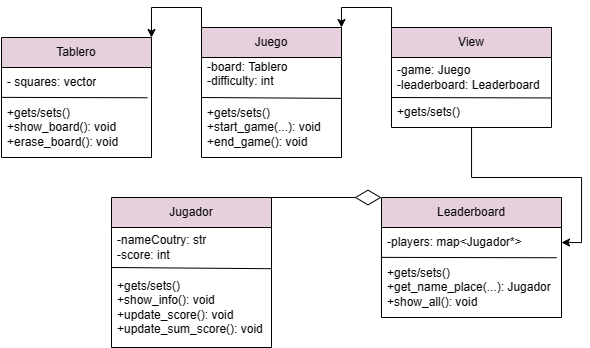 Tablero
- squares: vector
+gets/sets()
+show_board(): void
+erase_board(): void
Juego
-board: Tablero
-difficulty: int
+gets/sets()
+start_game(...): void
+end_game(): void
View
-game: Juego
-leaderboard: Leaderboard
+gets/sets()
Jugador
-nameCoutry: str
-score: int
+gets/sets()
+show_info(): void
+update_score(): void
+update_sum_score(): void
Leaderboard
-players: map<Jugador*>
+gets/sets()
+get_name_place(...): Jugador
+show_all(): void